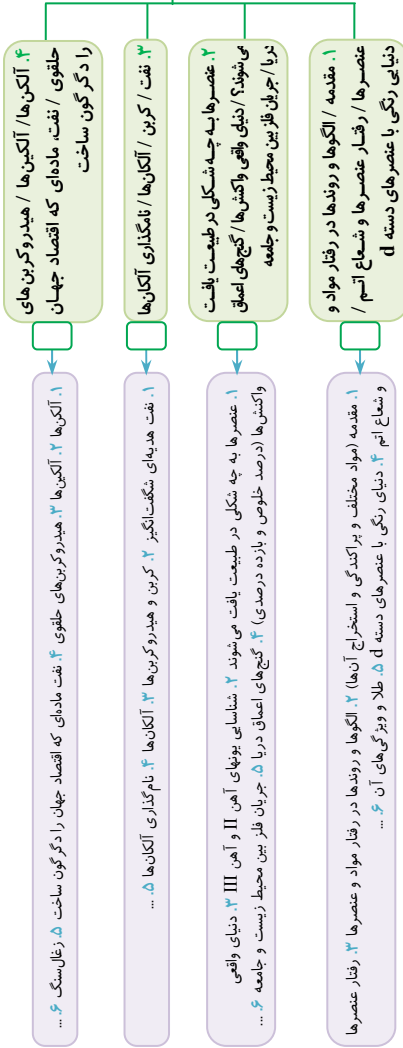 ۱. مقدمه / الگوها و روندها در رفتار مواد و
عنصرها / رفتار عنصرها و شعاع اتم /
دنیایی رنگی با عنصرهای دسته d
۱. مقدمه (مواد مختلف و پراکندگی و استخراج آن‌ها) ۲. الگوها و روندها در رفتار مواد و عنصرها ۳. رفتار عنصرها
و شعاع اتم ۴. دنیای رنگی با عنصرهای دسته d ۵. طلا و ویژگی‌های آن ۶. ...
۲. عنصرها به چه شکلی در طبیعت یافت
می‌شوند؟ / دنیای واقعی واکنش‌ها / گنج‌های اعماق
دریا / جریان فلز بین محیط زیست و جامعه
۱. عنصرها به چه شکلی در طبیعت یافت می‌شوند ۲. شناسایی یونهای آهن II و آهن III ۳. دنیای واقعی
واکنش‌ها (درصد خلوص و بازده درصدی) ۴. گنج‌های اعماق دریا ۵. جریان فلز بین محیط زیست و جامعه ۶. ...
۳. نفت / کربن / آلکان‌ها / نامگذاری آلکان‌ها
۱. نفت هدیه‌ای شگفت‌انگیز ۲. کربن و هیدروکربن‌ها ۳. آلکان‌ها ۴. نام‌گذاری آلکان‌ها ۵. ...
۴. آلکن‌ها / آلکین‌ها / هیدروکربن‌های
حلقوی / نفت، ماده‌ای که اقتصاد جهان
را دگرگون ساخت
۱. آلکن‌ها ۲. آلکین‌ها ۳. هیدروکربن‌های حلقوی ۴. نفت ماده‌ای که اقتصاد جهان را دگرگون ساخت ۵. زغال‌سنگ ۶. ...